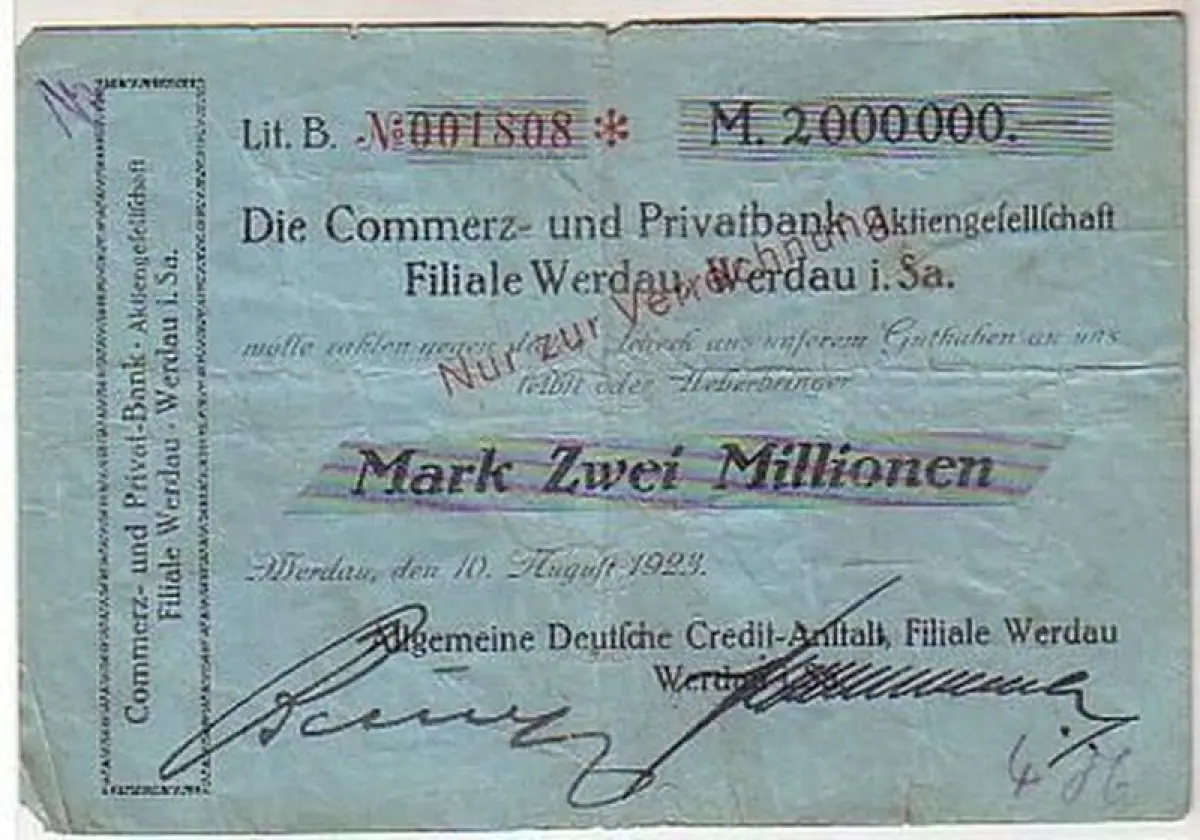 Lit. B. № 001808 * M. 2000000.-
Die Commerz- und Privatbank Aktiengeſellſchaft
Filiale Werdau, Werdau i. Sa.
wolle zahlen gegen Scheck aus unſerem Guthaben an uns
ſelbſt oder Ueberbringer
Nur zur Verrechnung
Mark Zwei Millionen
Werdau, den 10. Auguſt 1923.
Allgemeine Deutſche Credit-Anſtalt, Filiale Werdau
Werdau
Commerz- und Privat-Bank · Aktiengeſellſchaft
Filiale Werdau · Werdau i. Sa.